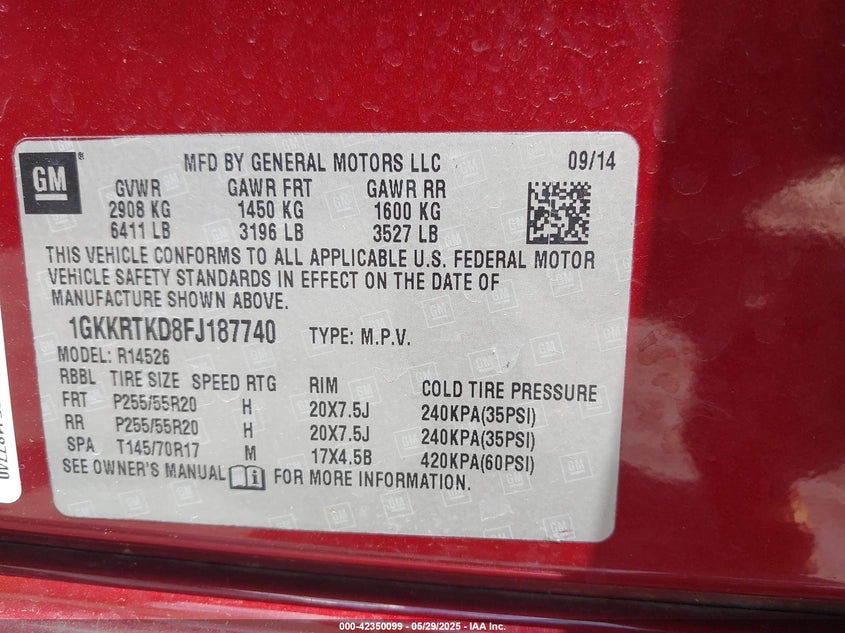 GM
®
MFD BY GENERAL MOTORS LLC 09/14
GVWR GAWR FRT GAWR RR
2908 KG 1450 KG 1600 KG
6411 LB 3196 LB 3527 LB
THIS VEHICLE CONFORMS TO ALL APPLICABLE U.S. FEDERAL MOTOR
VEHICLE SAFETY STANDARDS IN EFFECT ON THE DATE OF
MANUFACTURE SHOWN ABOVE.
1GKKRTKD8FJ187740 TYPE: M.P.V.
MODEL: R14526
RBBL TIRE SIZE SPEED RTG RIM COLD TIRE PRESSURE
FRT P255/55R20 H 20X7.5J 240KPA(35PSI)
RR P255/55R20 H 20X7.5J 240KPA(35PSI)
SPA T145/70R17 M 17X4.5B 420KPA(60PSI)
SEE OWNER'S MANUAL FOR MORE INFORMATION.
000-42350099 - 05/29/2025 - IAA Inc.